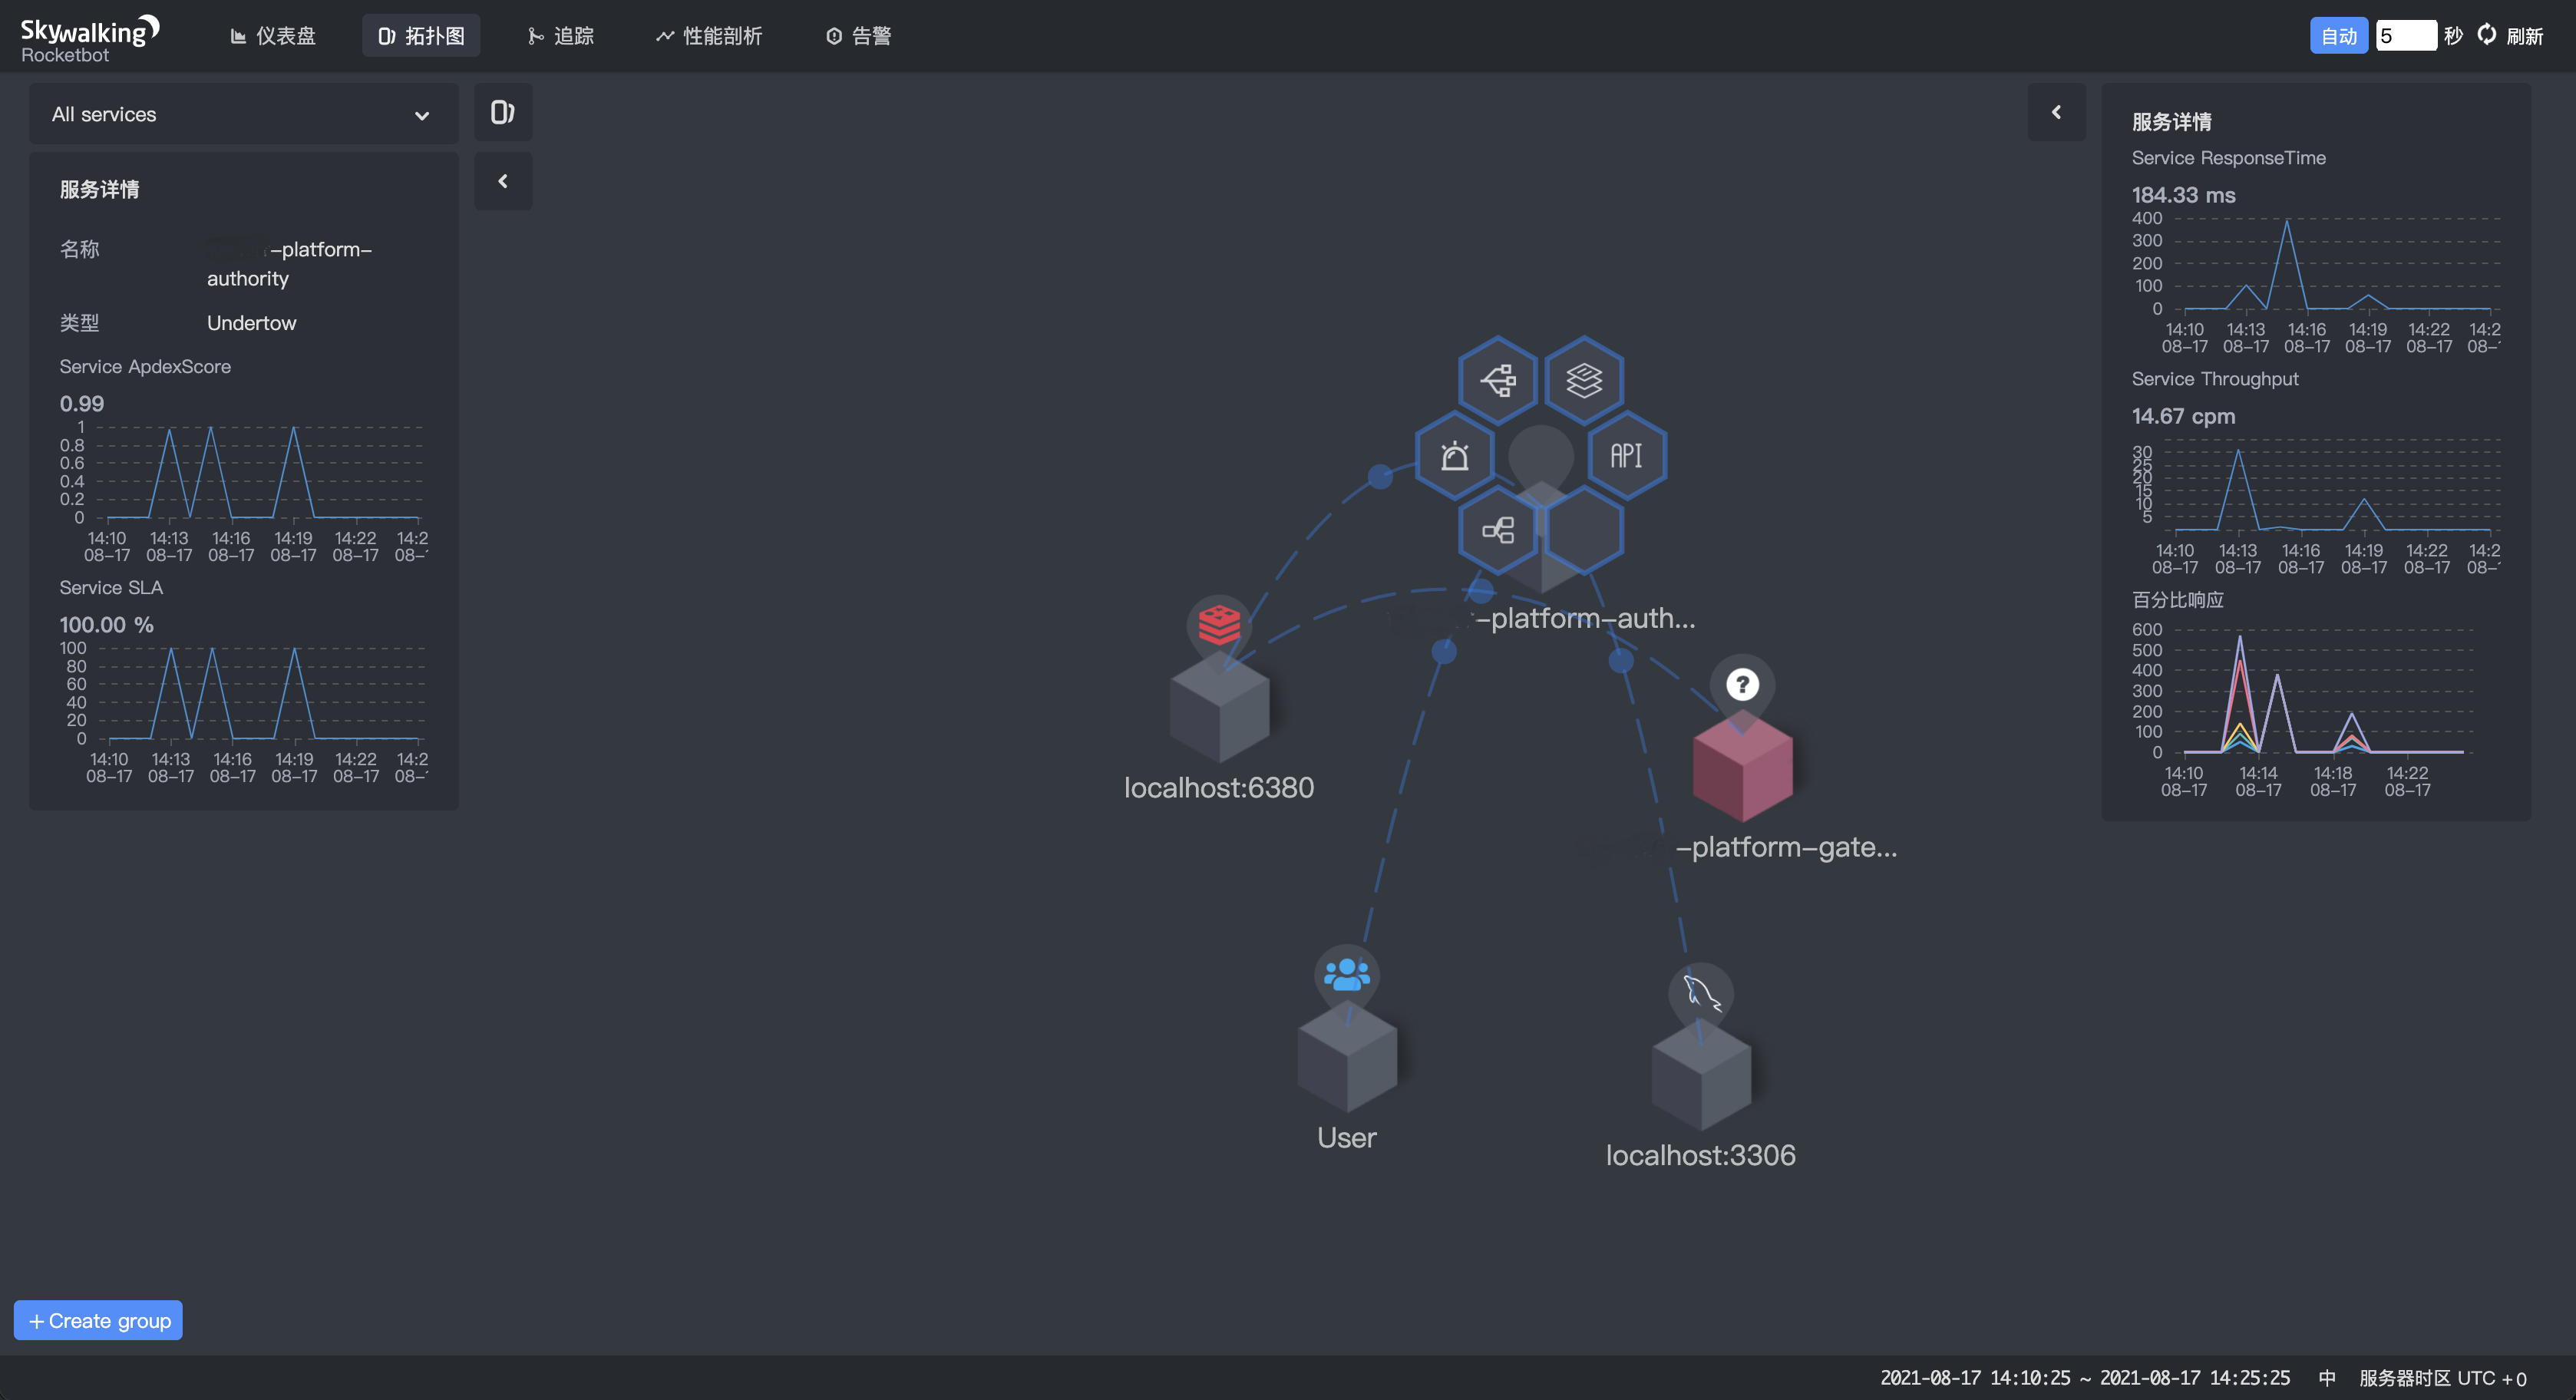 Skywalking
Rocketbot
仪表盘
拓扑图
追踪
性能剖析
告警
自动
5
秒
刷新
All services
服务详情
名称
-platform-
authority
类型
Undertow
Service ApdexScore
0.99
1
0.8
0.6
0.4
0.2
0
14:10 14:13 14:16 14:19 14:22 14:2
08-17 08-17 08-17 08-17 08-17 08-
Service SLA
100.00 %
100
80
60
40
20
0
14:10 14:13 14:16 14:19 14:22 14:2
08-17 08-17 08-17 08-17 08-17 08-
API
-platform-auth...
localhost:6380
?
-platform-gate...
User
localhost:3306
服务详情
Service ResponseTime
184.33 ms
400
300
200
100
0
14:10 14:13 14:16 14:19 14:22 14:2
08-17 08-17 08-17 08-17 08-17 08-
Service Throughput
14.67 cpm
30
25
20
15
10
5
14:10 14:13 14:16 14:19 14:22 14:2
08-17 08-17 08-17 08-17 08-17 08-
百分比响应
600
500
400
300
200
100
0
14:10 14:14 14:18 14:22
08-17 08-17 08-17 08-17
+ Create group
2021-08-17 14:10:25 ~ 2021-08-17 14:25:25
中
服务器时区 UTC + 0